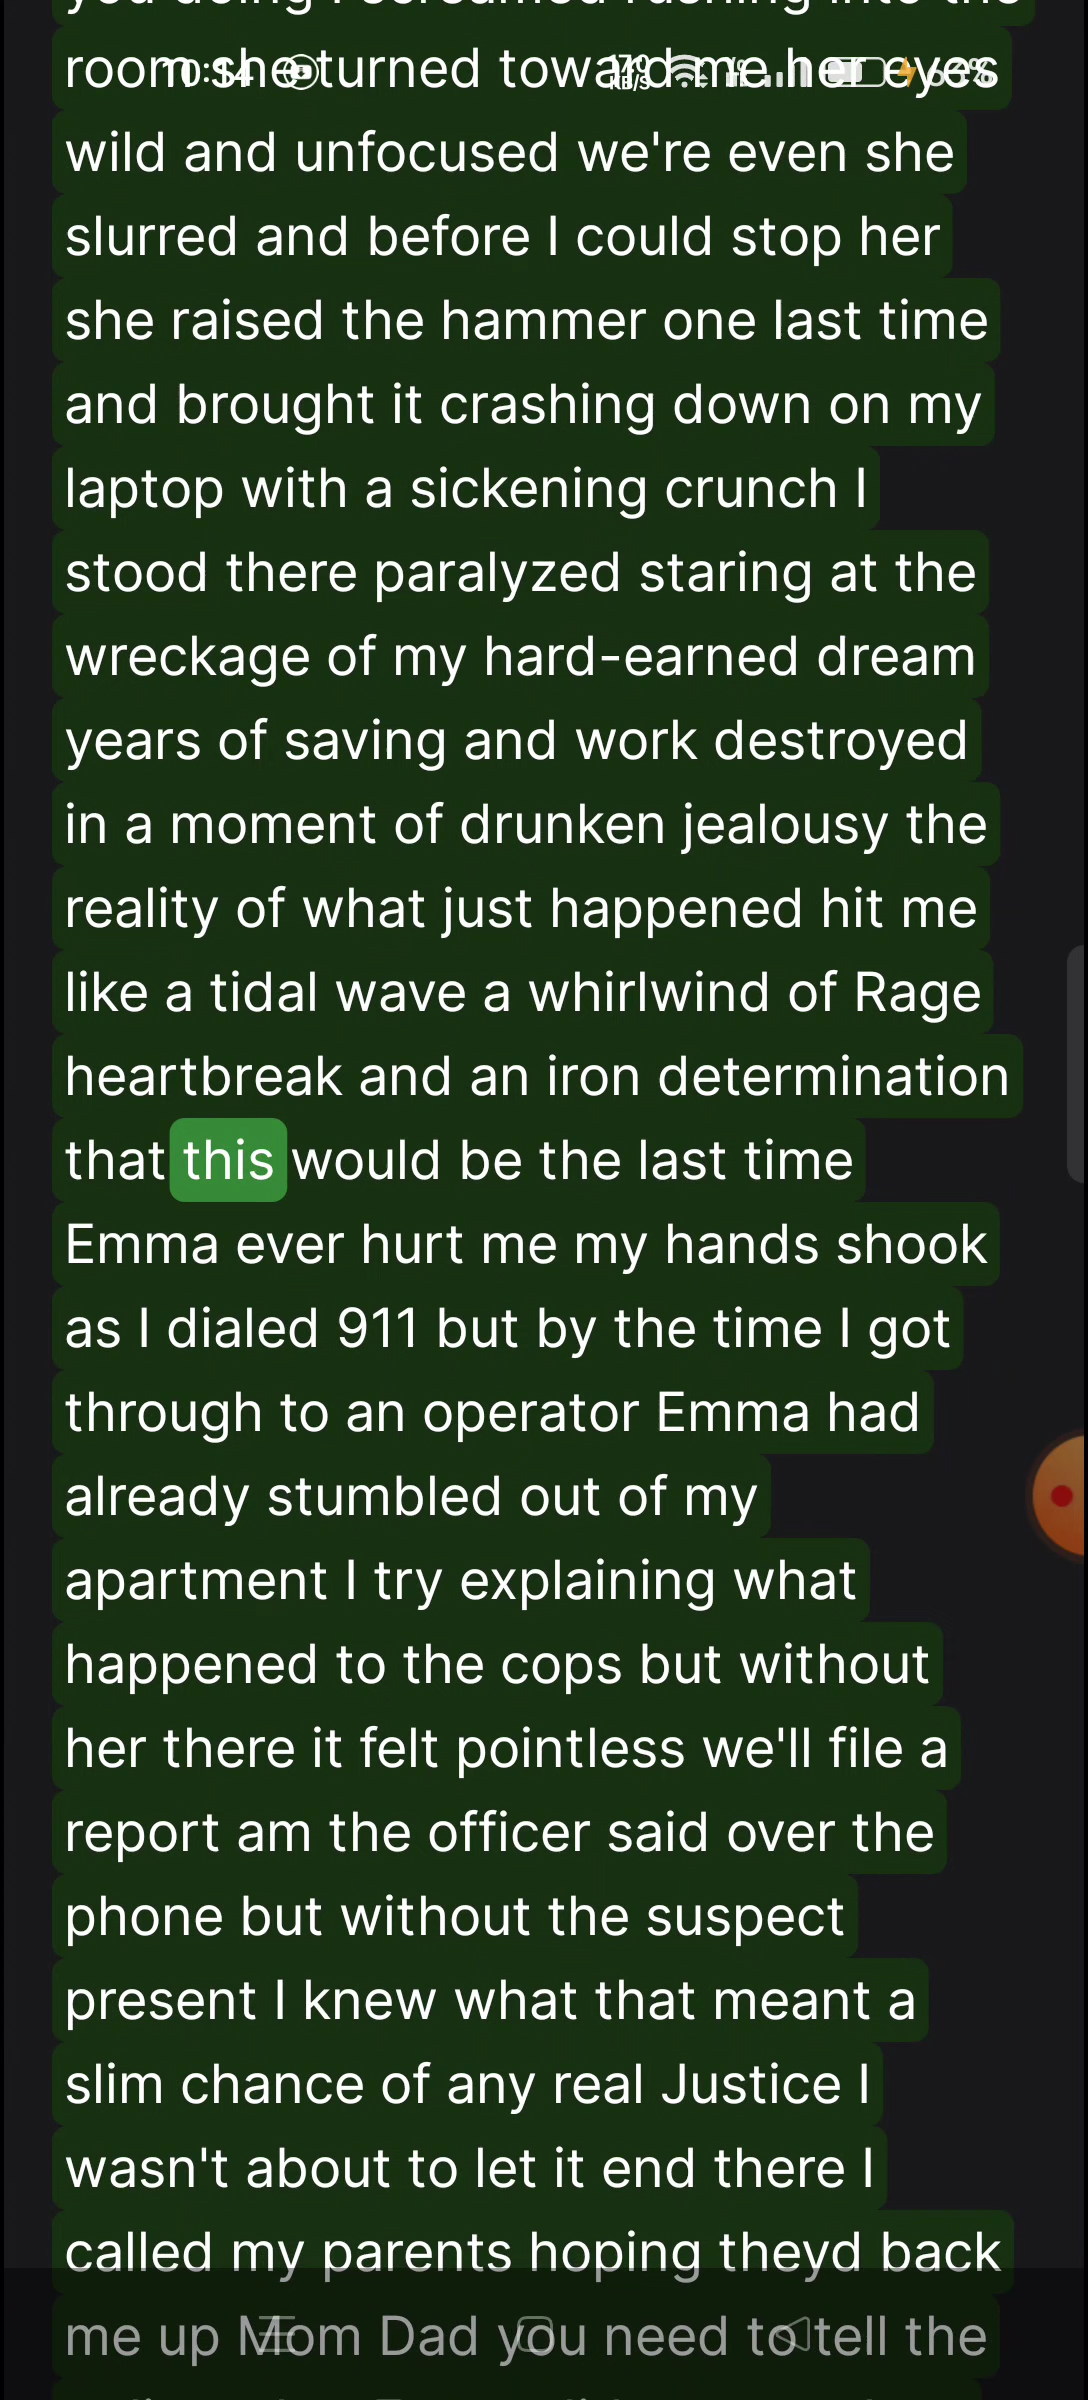 you doing I screamed rushing into the
room she turned toward me her eyes
wild and unfocused we're even she
slurred and before I could stop her
she raised the hammer one last time
and brought it crashing down on my
laptop with a sickening crunch I
stood there paralyzed staring at the
wreckage of my hard-earned dream
years of saving and work destroyed
in a moment of drunken jealousy the
reality of what just happened hit me
like a tidal wave a whirlwind of Rage
heartbreak and an iron determination
that this would be the last time
Emma ever hurt me my hands shook
as I dialed 911 but by the time I got
through to an operator Emma had
already stumbled out of my
apartment I try explaining what
happened to the cops but without
her there it felt pointless we'll file a
report am the officer said over the
phone but without the suspect
present I knew what that meant a
slim chance of any real Justice I
wasn't about to let it end there I
called my parents hoping theyd back
me up Mom Dad you need to tell the